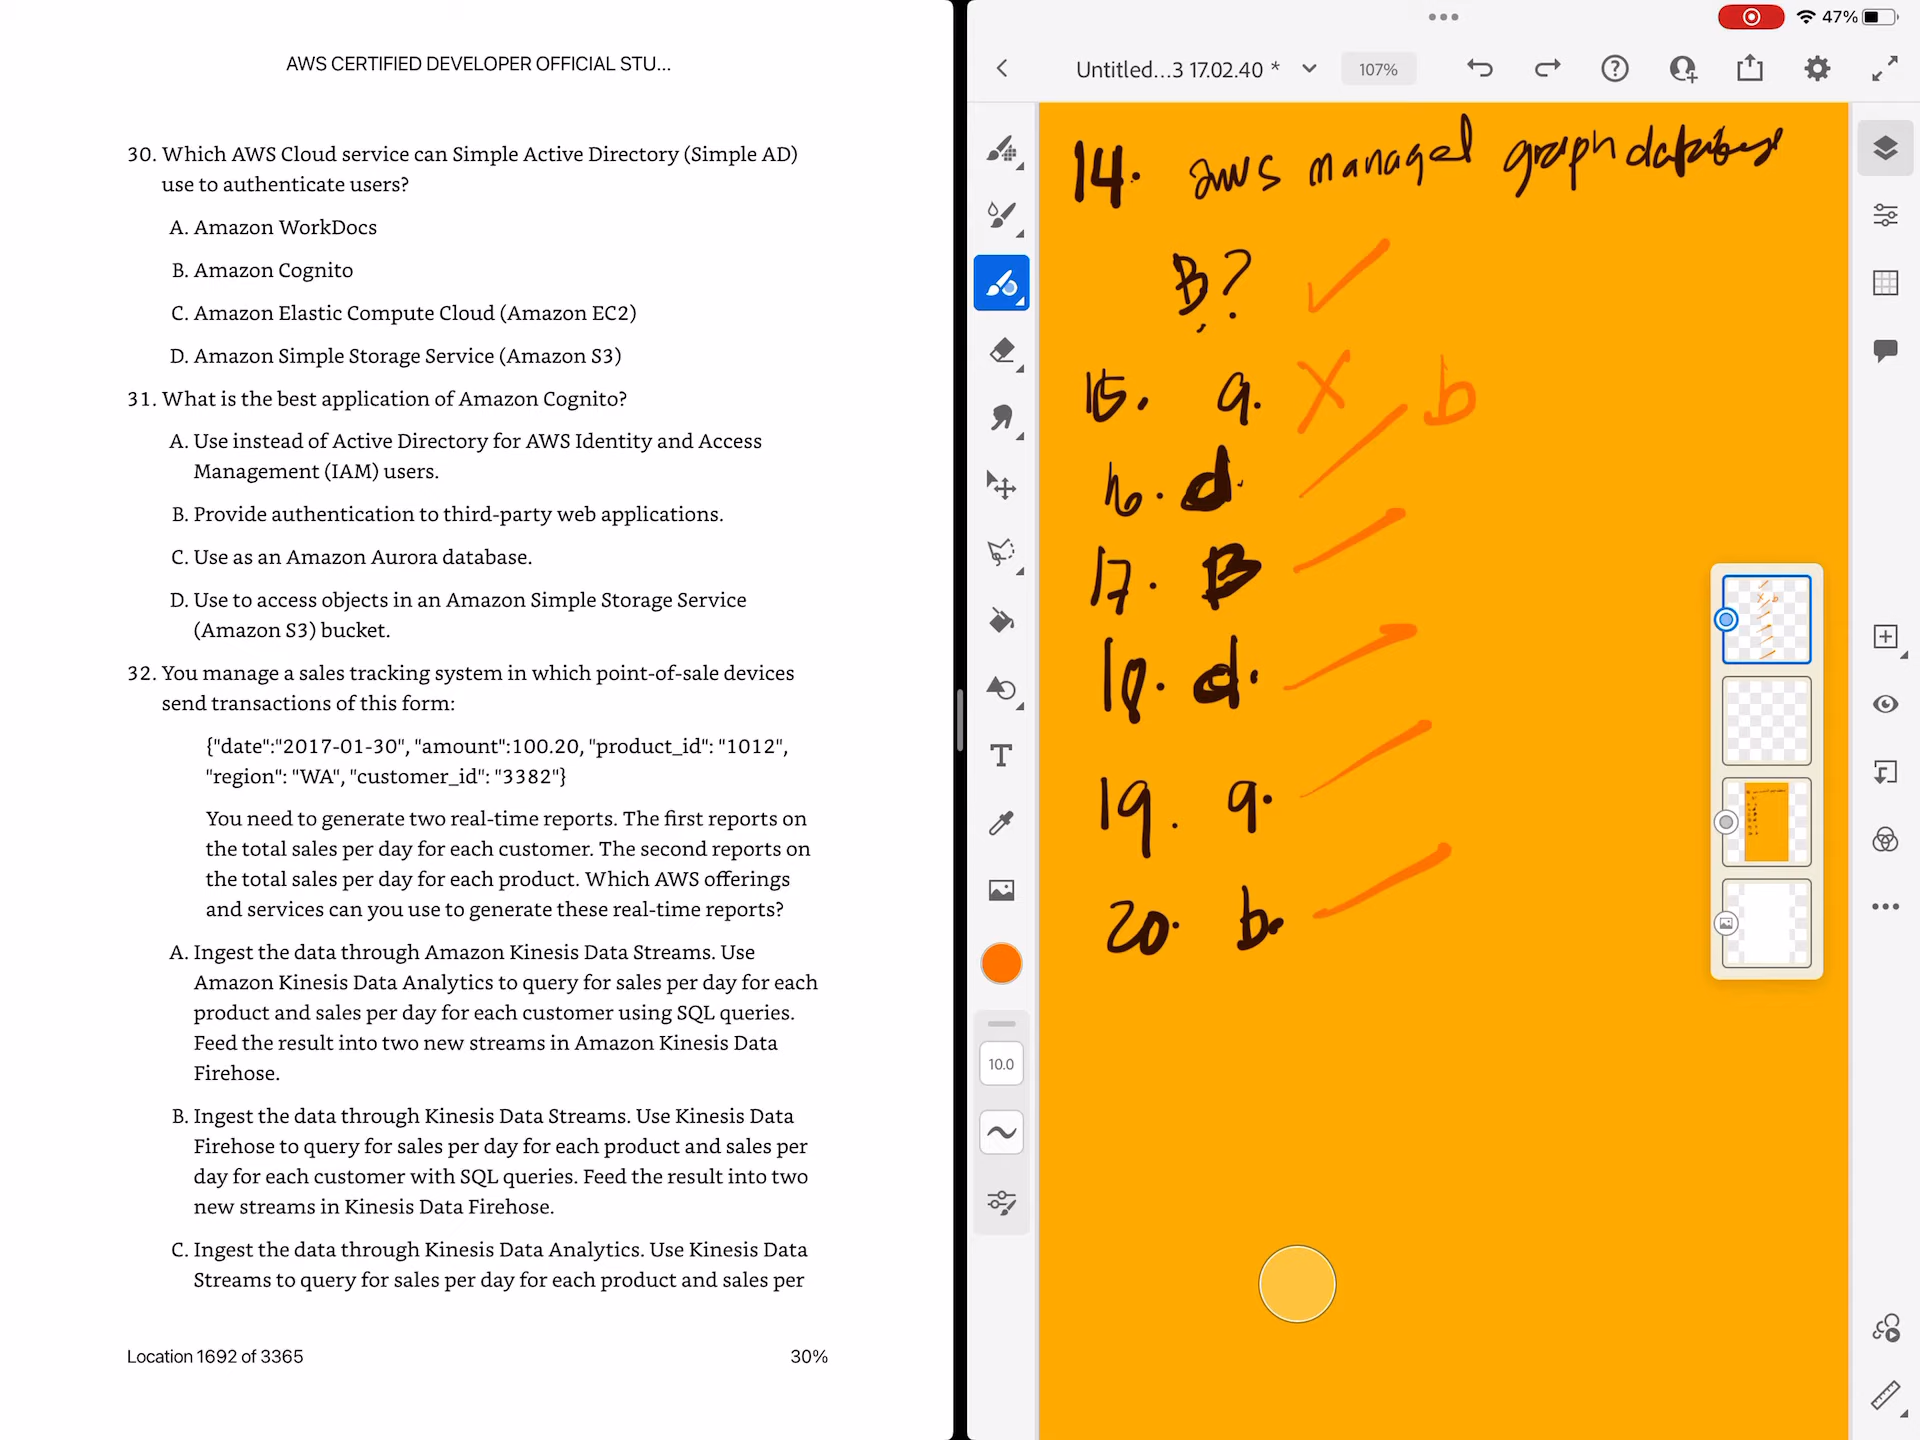 AWS CERTIFIED DEVELOPER OFFICIAL STU...
30. Which AWS Cloud service can Simple Active Directory (Simple AD)
use to authenticate users?
A. Amazon WorkDocs
B. Amazon Cognito
C. Amazon Elastic Compute Cloud (Amazon EC2)
D. Amazon Simple Storage Service (Amazon S3)
31. What is the best application of Amazon Cognito?
A. Use instead of Active Directory for AWS Identity and Access
Management (IAM) users.
B. Provide authentication to third-party web applications.
C. Use as an Amazon Aurora database.
D. Use to access objects in an Amazon Simple Storage Service
(Amazon S3) bucket.
32. You manage a sales tracking system in which point-of-sale devices
send transactions of this form:
{"date":"2017-01-30", "amount":100.20, "product_id": "1012",
"region": "WA", "customer_id": "3382"}
You need to generate two real-time reports. The first reports on
the total sales per day for each customer. The second reports on
the total sales per day for each product. Which AWS offerings
and services can you use to generate these real-time reports?
A. Ingest the data through Amazon Kinesis Data Streams. Use
Amazon Kinesis Data Analytics to query for sales per day for each
product and sales per day for each customer using SQL queries.
Feed the result into two new streams in Amazon Kinesis Data
Firehose.
B. Ingest the data through Kinesis Data Streams. Use Kinesis Data
Firehose to query for sales per day for each product and sales per
day for each customer with SQL queries. Feed the result into two
new streams in Kinesis Data Firehose.
C. Ingest the data through Kinesis Data Analytics. Use Kinesis Data
Streams to query for sales per day for each product and sales per
Location 1692 of 3365
30%
47%
Untitled...3 17.02.40 *
107%
14. aws managed graph database
B?
15. a. X b
16. d.
17. B
18. d.
19. a.
20. b.
T
10.0